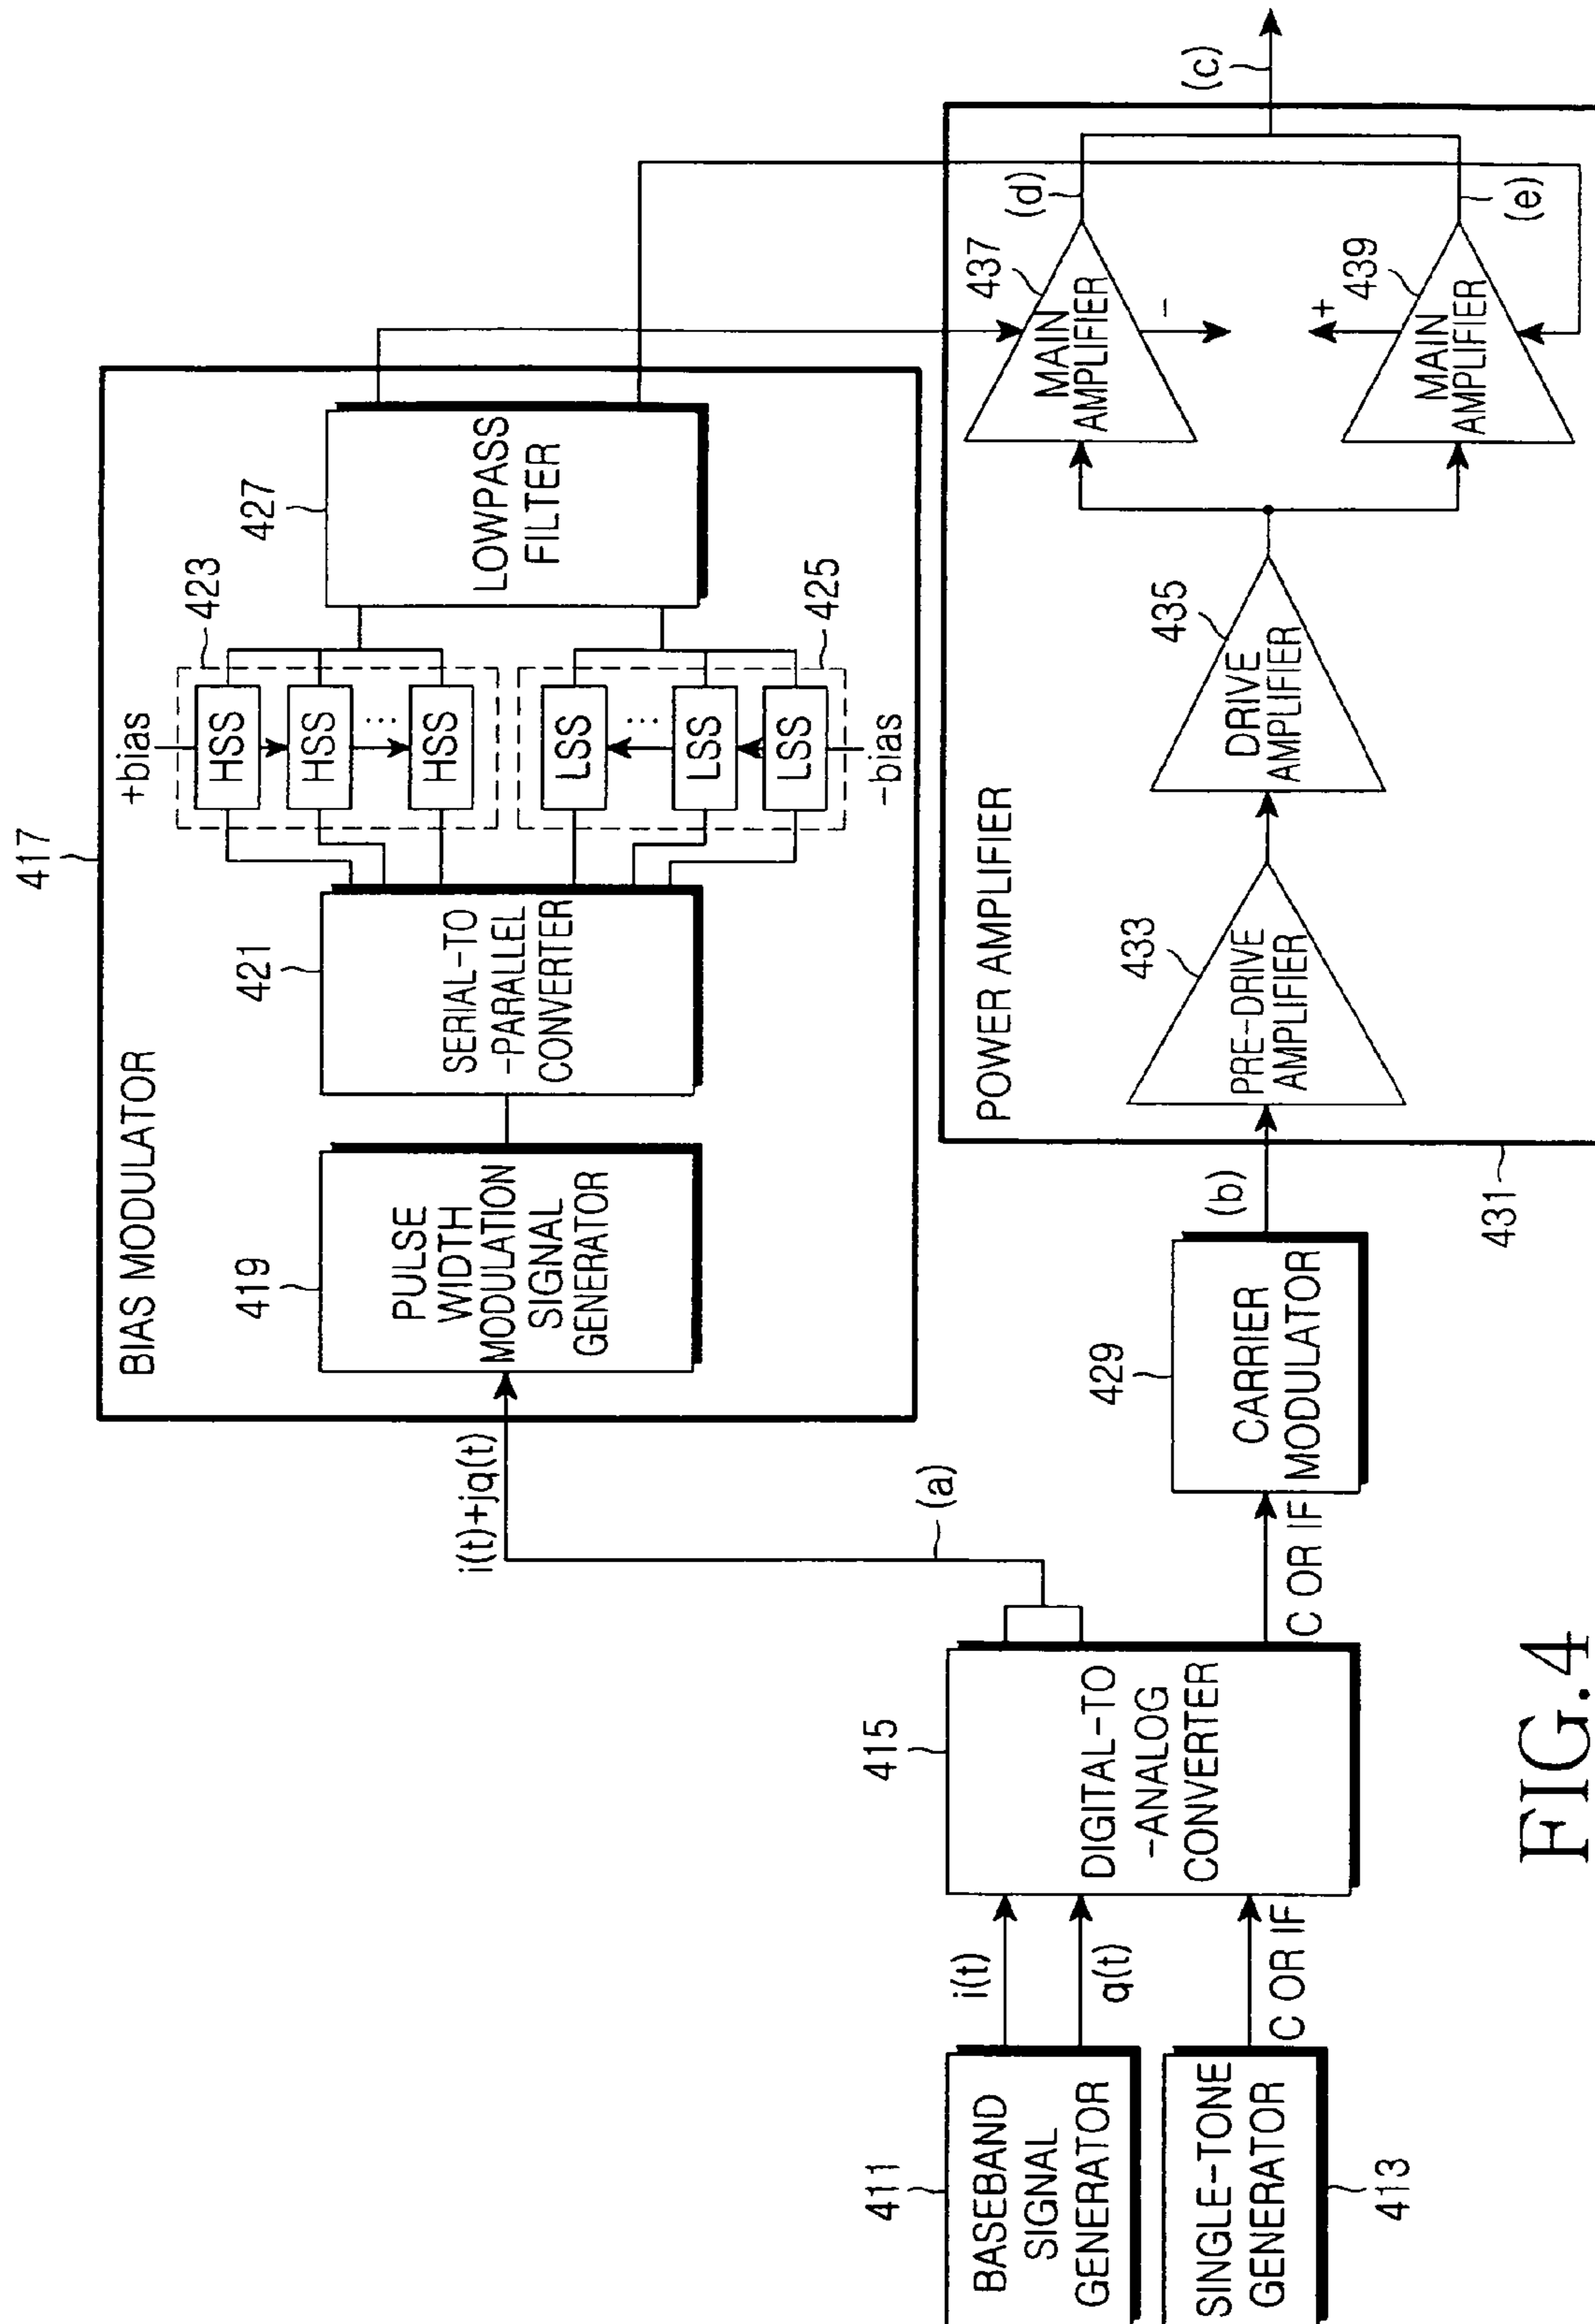 417
BIAS MODULATOR
419
PULSE
WIDTH
MODULATION
SIGNAL
GENERATOR
421
SERIAL-TO
-PARALLEL
CONVERTER
+bias
423
HSS
HSS
...
HSS
LSS
...
LSS
LSS
425
-bias
427
LOWPASS
FILTER
i(t)+jq(t)
(a)
411
BASEBAND
SIGNAL
GENERATOR
i(t)
q(t)
SINGLE-TONE
GENERATOR
413
C OR IF
415
DIGITAL-TO
-ANALOG
CONVERTER
C OR IF
429
CARRIER
MODULATOR
(b)
431
POWER AMPLIFIER
433
PRE-DRIVE
AMPLIFIER
435
DRIVE
AMPLIFIER
437
MAIN
AMPLIFIER
-
(d)
+
439
MAIN
AMPLIFIER
(e)
(c)
FIG.4